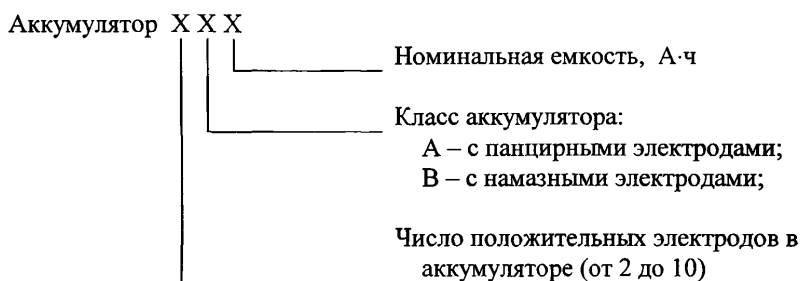 Аккумулятор Х Х Х
Номинальная емкость, А·ч
Класс аккумулятора:
А – с панцирными электродами;
В – с намазными электродами;
Число положительных электродов в
аккумуляторе (от 2 до 10)